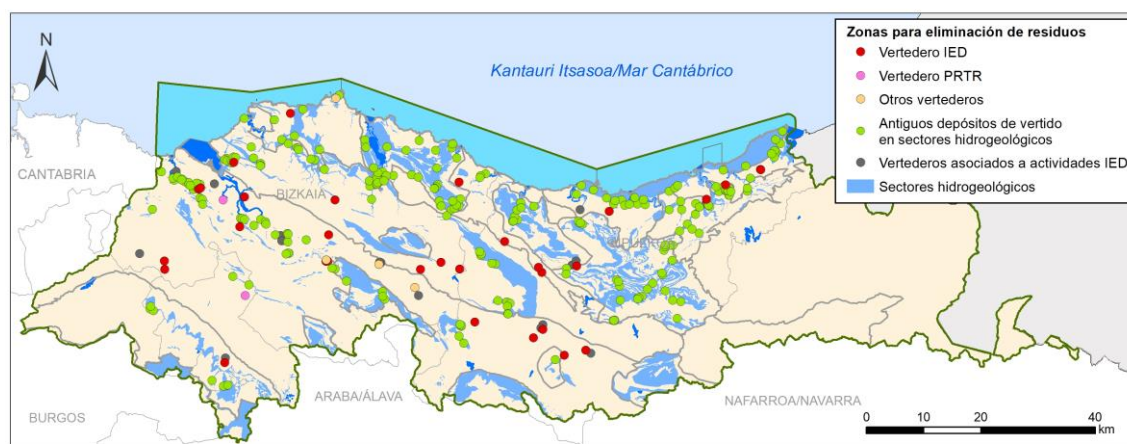 N
Kantauri Itsasoa/Mar Cantábrico
CANTABRIA
BIZKAIA
BURGOS
ARABA/ÁLAVA
NAFARROA/NAVARRA
Zonas para eliminación de residuos
Vertedero IED
Vertedero PRTR
Otros vertederos
Antiguos depósitos de vertido
en sectores hidrogeológicos
Vertederos asociados a actividades IED
Sectores hidrogeológicos
0 10 20 40
km